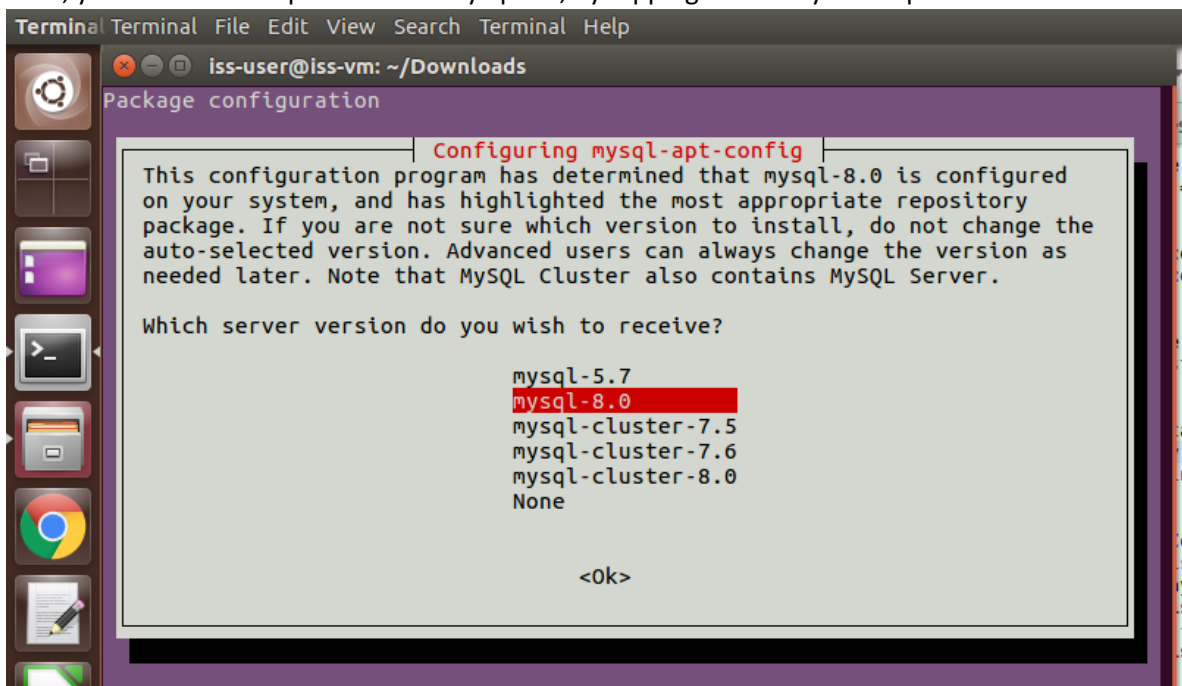 Terminal Terminal File Edit View Search Terminal Help
iss-user@iss-vm: ~/Downloads
Package configuration
Configuring mysql-apt-config
This configuration program has determined that mysql-8.0 is configured
on your system, and has highlighted the most appropriate repository
package. If you are not sure which version to install, do not change the
auto-selected version. Advanced users can always change the version as
needed later. Note that MySQL Cluster also contains MySQL Server.
Which server version do you wish to receive?
mysql-5.7
mysql-8.0
mysql-cluster-7.5
mysql-cluster-7.6
mysql-cluster-8.0
None
<Ok>